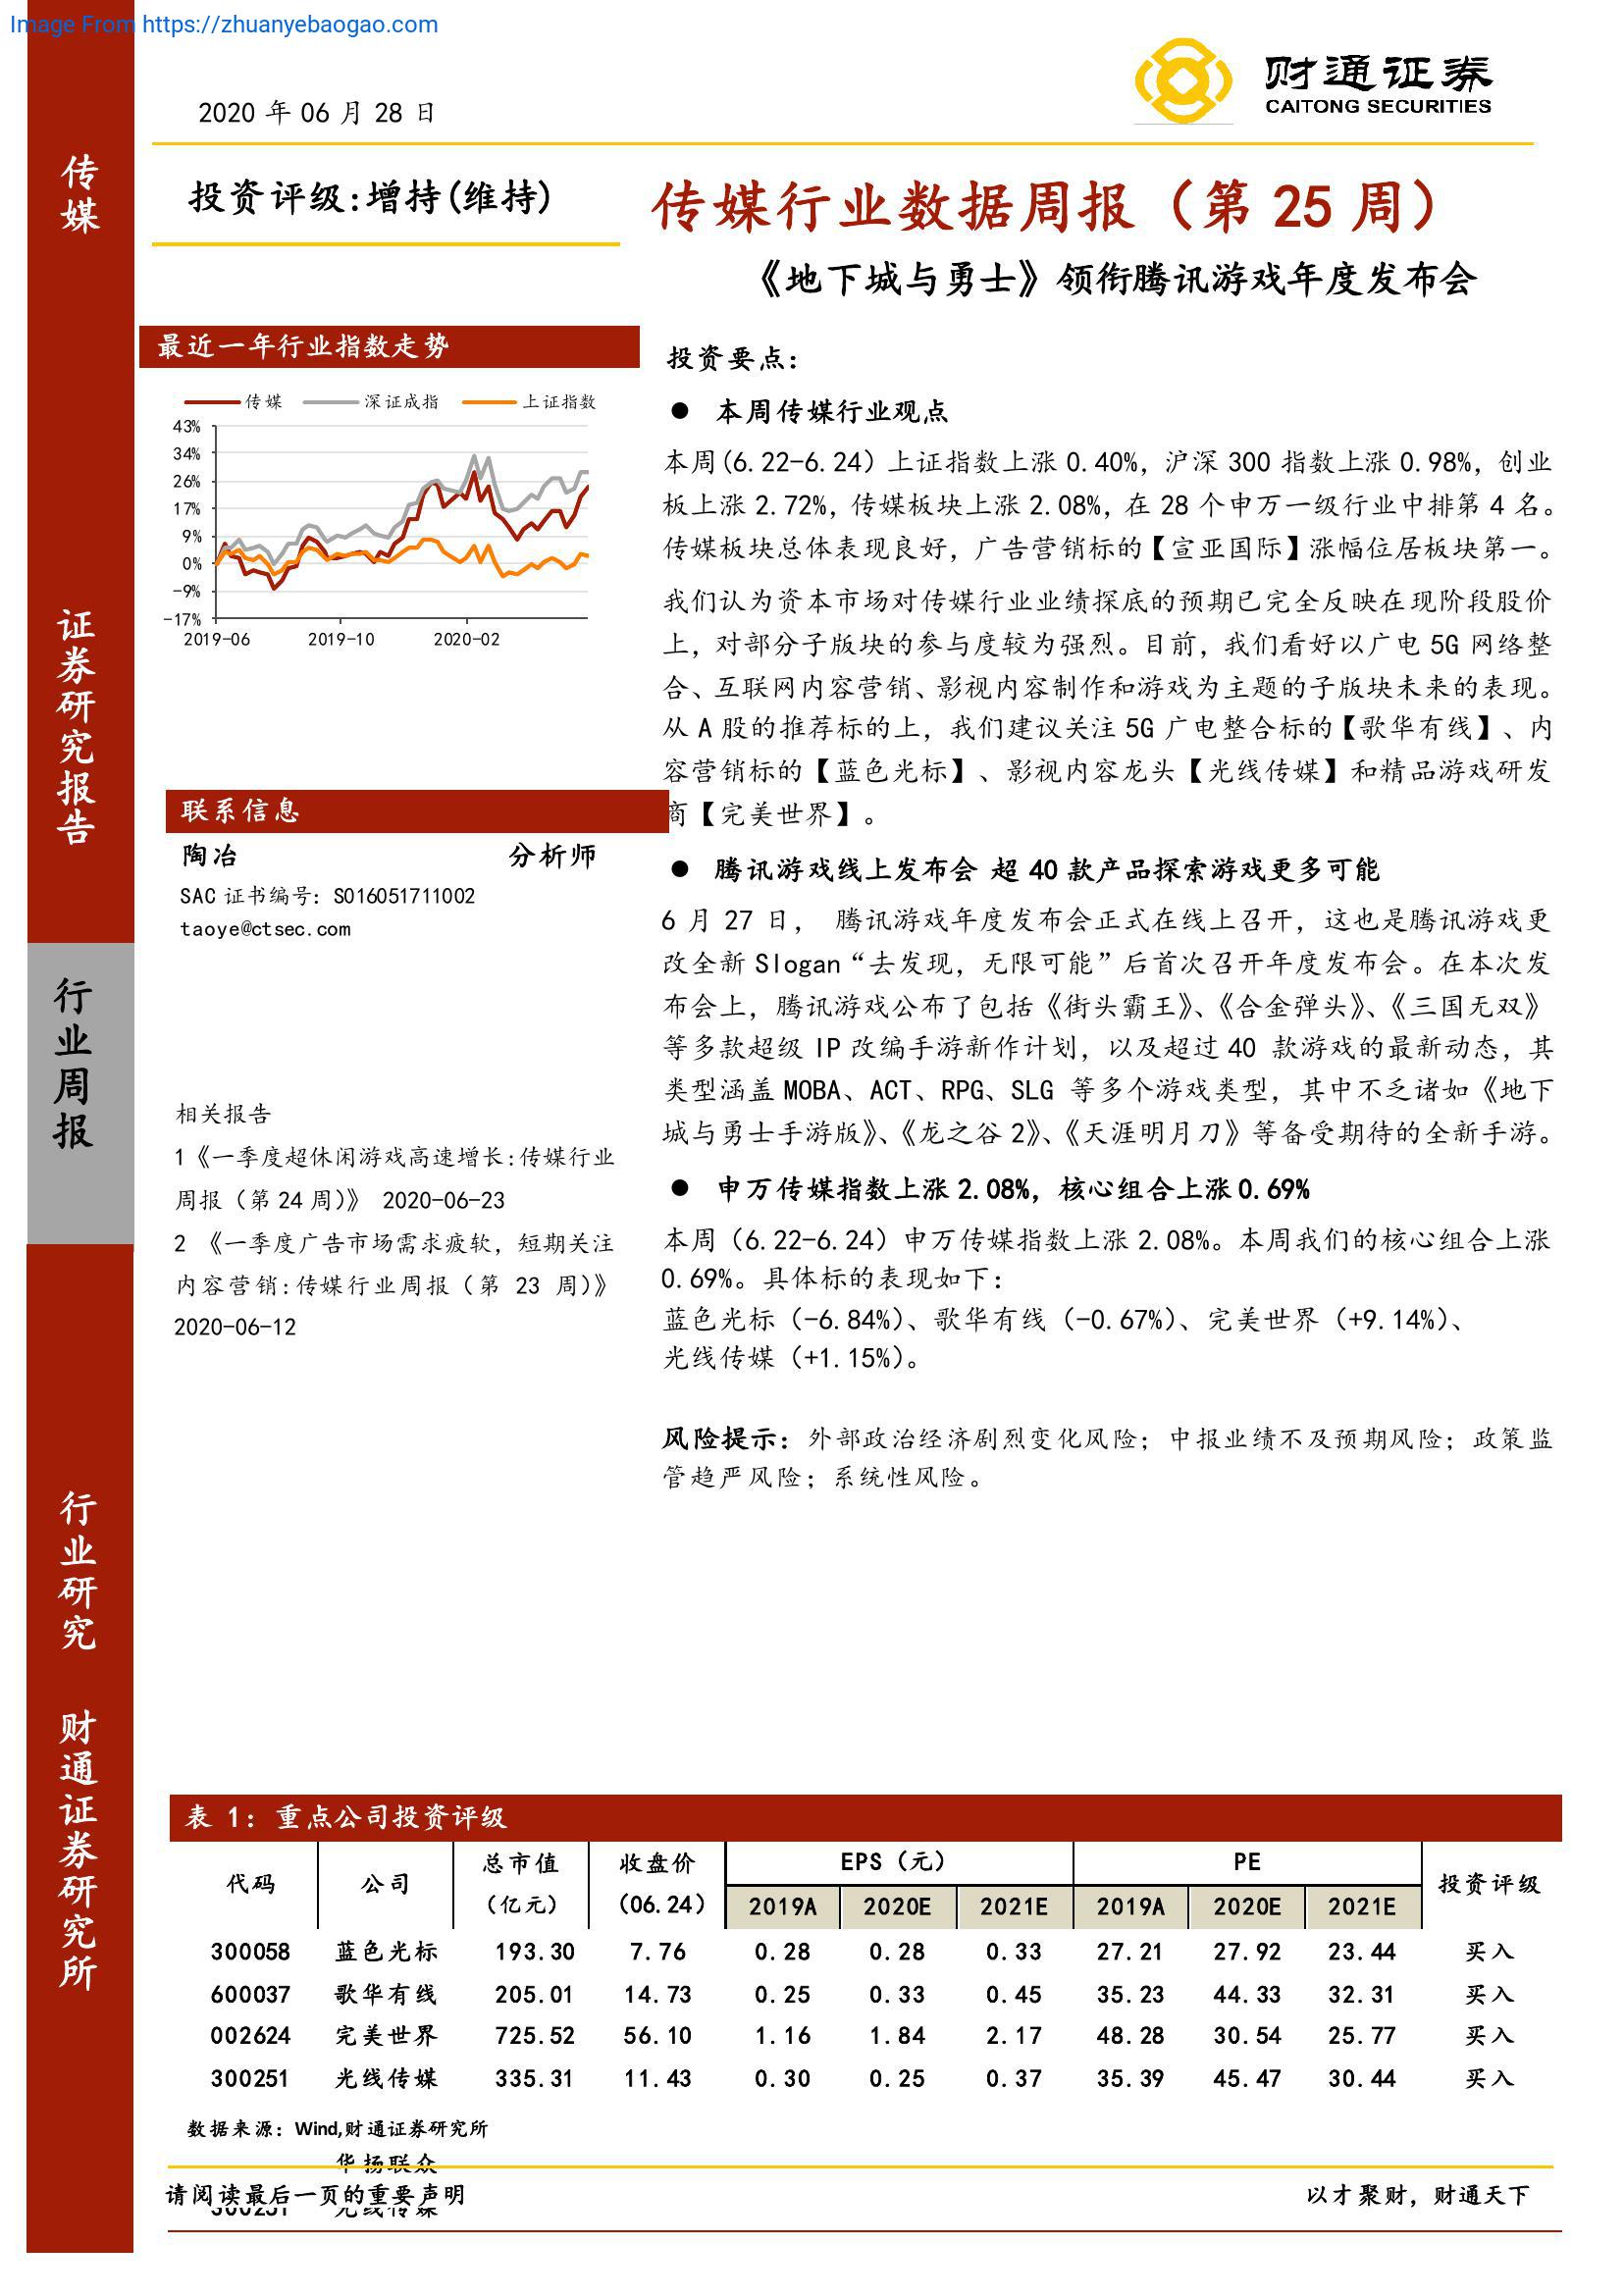 Image From https://zhuanyebaogao.com
2020 年 06 月 28 日
财通证券
CAITONG SECURITIES
传媒
证券研究报告
行业周报
行业研究
财通证券研究所
投资评级:增持(维持)
传媒行业数据周报（第 25 周）
《地下城与勇士》领衔腾讯游戏年度发布会
最近一年行业指数走势
传媒 深证成指 上证指数
43%
34%
26%
17%
9%
0%
-9%
-17%
2019-06 2019-10 2020-02
联系信息
陶冶 分析师
SAC 证书编号：S016051711002
taoye@ctsec.com
相关报告
1《一季度超休闲游戏高速增长:传媒行业
周报（第 24 周)》 2020-06-23
2 《一季度广告市场需求疲软，短期关注
内容营销:传媒行业周报（第 23 周)》
2020-06-12
投资要点：
● 本周传媒行业观点
本周(6.22-6.24）上证指数上涨 0.40%，沪深 300 指数上涨 0.98%，创业
板上涨 2.72%，传媒板块上涨 2.08%，在 28 个申万一级行业中排第 4 名。
传媒板块总体表现良好，广告营销标的【宣亚国际】涨幅位居板块第一。
我们认为资本市场对传媒行业业绩探底的预期已完全反映在现阶段股价
上，对部分子版块的参与度较为强烈。目前，我们看好以广电 5G 网络整
合、互联网内容营销、影视内容制作和游戏为主题的子版块未来的表现。
从 A 股的推荐标的上，我们建议关注 5G 广电整合标的【歌华有线】、内
容营销标的【蓝色光标】、影视内容龙头【光线传媒】和精品游戏研发
商【完美世界】。
● 腾讯游戏线上发布会 超 40 款产品探索游戏更多可能
6 月 27 日， 腾讯游戏年度发布会正式在线上召开，这也是腾讯游戏更
改全新 Slogan“去发现，无限可能”后首次召开年度发布会。在本次发
布会上，腾讯游戏公布了包括《街头霸王》、《合金弹头》、《三国无双》
等多款超级 IP 改编手游新作计划，以及超过 40 款游戏的最新动态，其
类型涵盖 MOBA、ACT、RPG、SLG 等多个游戏类型，其中不乏诸如《地下
城与勇士手游版》、《龙之谷 2》、《天涯明月刀》等备受期待的全新手游。
● 申万传媒指数上涨 2.08%，核心组合上涨 0.69%
本周（6.22-6.24）申万传媒指数上涨 2.08%。本周我们的核心组合上涨
0.69%。具体标的表现如下：
蓝色光标（-6.84%）、歌华有线（-0.67%）、完美世界（+9.14%）、
光线传媒（+1.15%）。
风险提示：外部政治经济剧烈变化风险；中报业绩不及预期风险；政策监
管趋严风险；系统性风险。
表 1：重点公司投资评级
代码 公司 总市值（亿元） 收盘价（06.24） EPS（元） PE 投资评级
2019A 2020E 2021E 2019A 2020E 2021E
300058 蓝色光标 193.30 7.76 0.28 0.28 0.33 27.21 27.92 23.44 买入
600037 歌华有线 205.01 14.73 0.25 0.33 0.45 35.23 44.33 32.31 买入
002624 完美世界 725.52 56.10 1.16 1.84 2.17 48.28 30.54 25.77 买入
300251 光线传媒 335.31 11.43 0.30 0.25 0.37 35.39 45.47 30.44 买入
数据来源：Wind,财通证券研究所
华扬联众
请阅读最后一页的重要声明 以才聚财，财通天下
300251 光线传媒